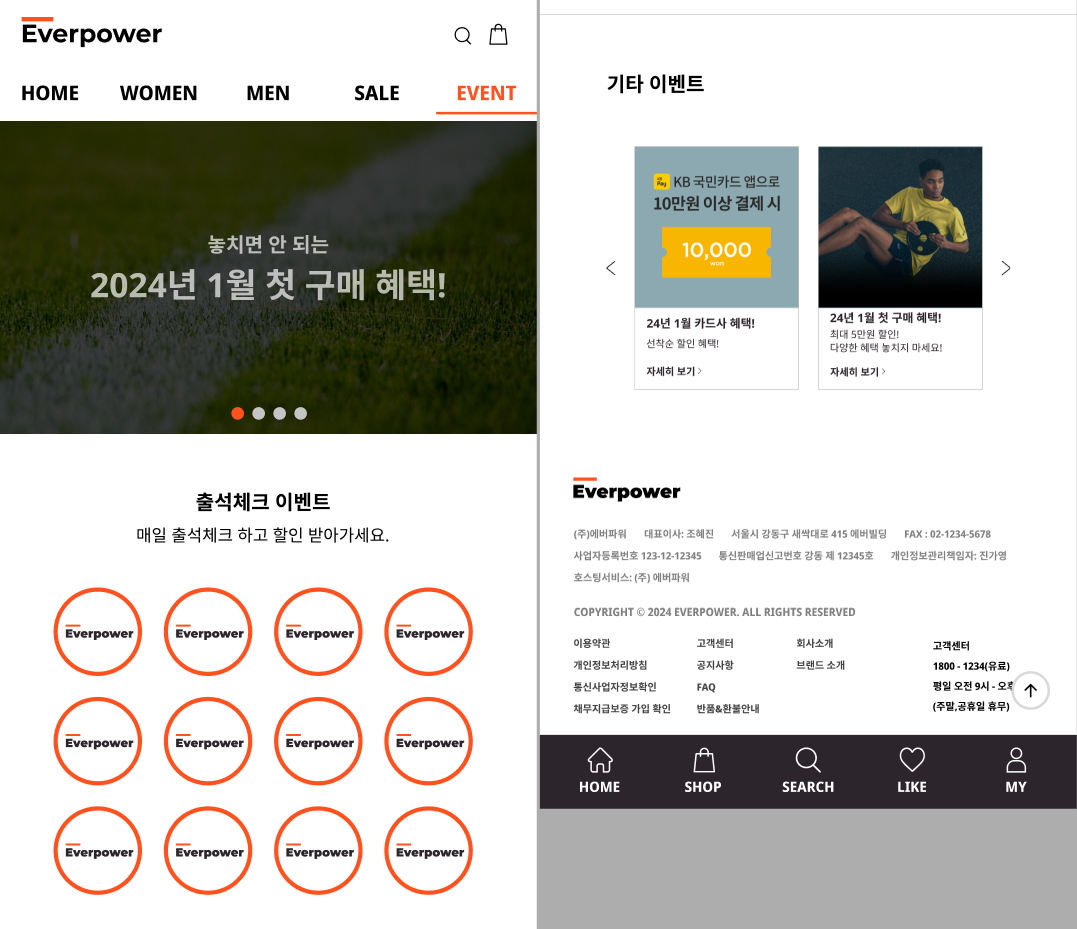 Everpower
HOME WOMEN MEN SALE EVENT
놓치면 안 되는
2024년 1월 첫 구매 혜택!
출석체크 이벤트
매일 출석체크 하고 할인 받아가세요.
Everpower Everpower Everpower Everpower
Everpower Everpower Everpower Everpower
Everpower Everpower Everpower Everpower
기타 이벤트
KB Pay KB 국민카드 앱으로
10만원 이상 결제 시
10,000
won
24년 1월 카드사 혜택!
선착순 할인 혜택!
자세히 보기
24년 1월 첫 구매 혜택!
최대 5만원 할인!
다양한 혜택 놓치지 마세요!
자세히 보기
Everpower
(주)에버파워 대표이사: 조혜진 서울시 강동구 새싹대로 415 에버빌딩 FAX : 02-1234-5678
사업자등록번호 123-12-12345 통신판매업신고번호 강동 제 12345호 개인정보관리책임자: 진가영
호스팅서비스: (주) 에버파워
COPYRIGHT © 2024 EVERPOWER. ALL RIGHTS RESERVED
이용약관
개인정보처리방침
통신사업자정보확인
채무지급보증 가입 확인
고객센터
공지사항
FAQ
반품&환불안내
회사소개
브랜드 소개
고객센터
1800 - 1234(유료)
평일 오전 9시 - 오후
(주말,공휴일 휴무)
HOME SHOP SEARCH LIKE MY